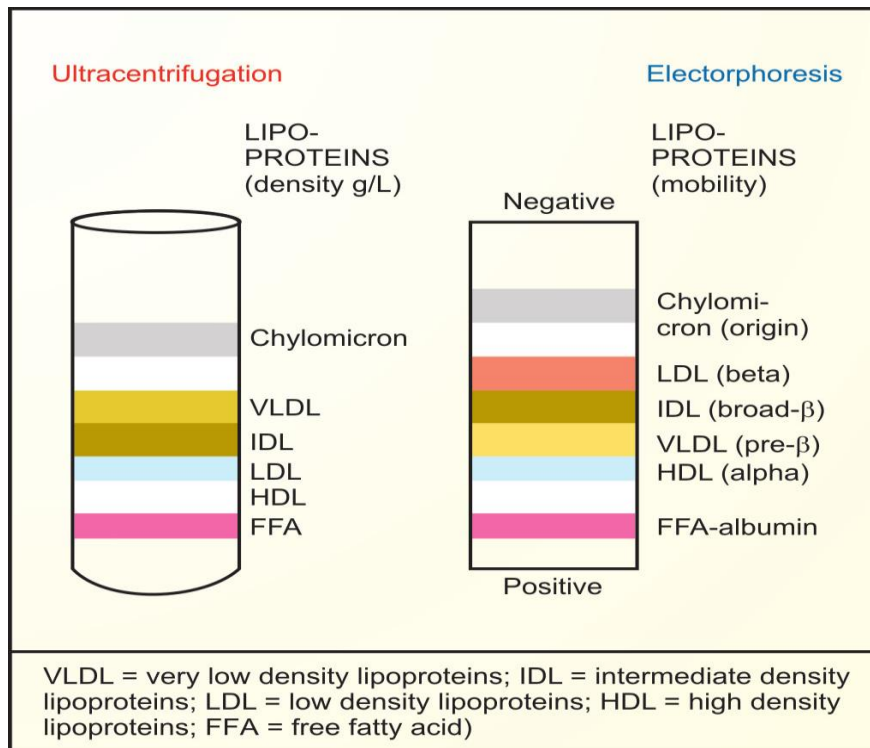 Ultracentrifugation
Electorphoresis
LIPO-
PROTEINS
(density g/L)
LIPO-
PROTEINS
(mobility)
Negative
Chylomicron
VLDL
IDL
LDL
HDL
FFA
Chylomi-
cron (origin)
LDL (beta)
IDL (broad-β)
VLDL (pre-β)
HDL (alpha)
FFA-albumin
Positive
VLDL = very low density lipoproteins; IDL = intermediate density
lipoproteins; LDL = low density lipoproteins; HDL = high density
lipoproteins; FFA = free fatty acid)